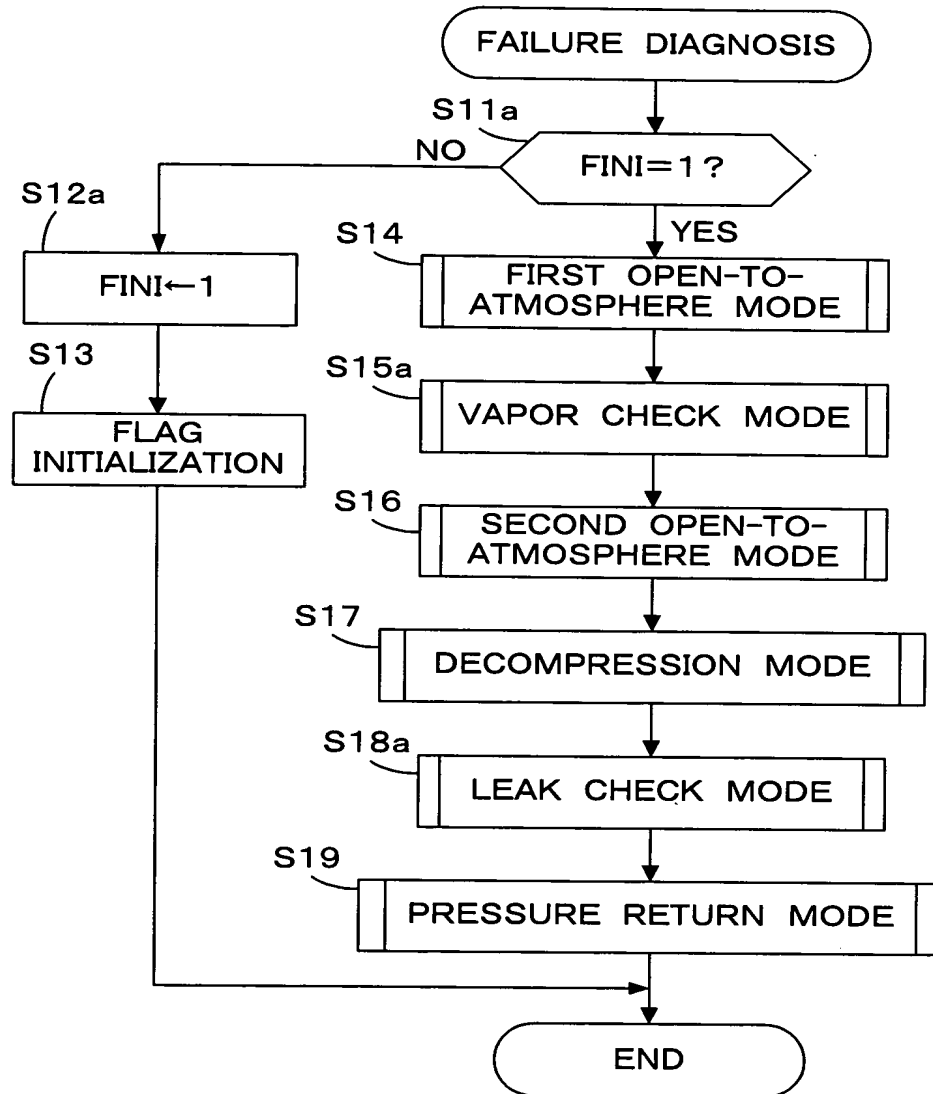 FAILURE DIAGNOSIS
S11a
FINI=1?
NO
YES
S12a
FINI←1
S13
FLAG
INITIALIZATION
S14
FIRST OPEN-TO-
ATMOSPHERE MODE
S15a
VAPOR CHECK MODE
S16
SECOND OPEN-TO-
ATMOSPHERE MODE
S17
DECOMPRESSION MODE
S18a
LEAK CHECK MODE
S19
PRESSURE RETURN MODE
END